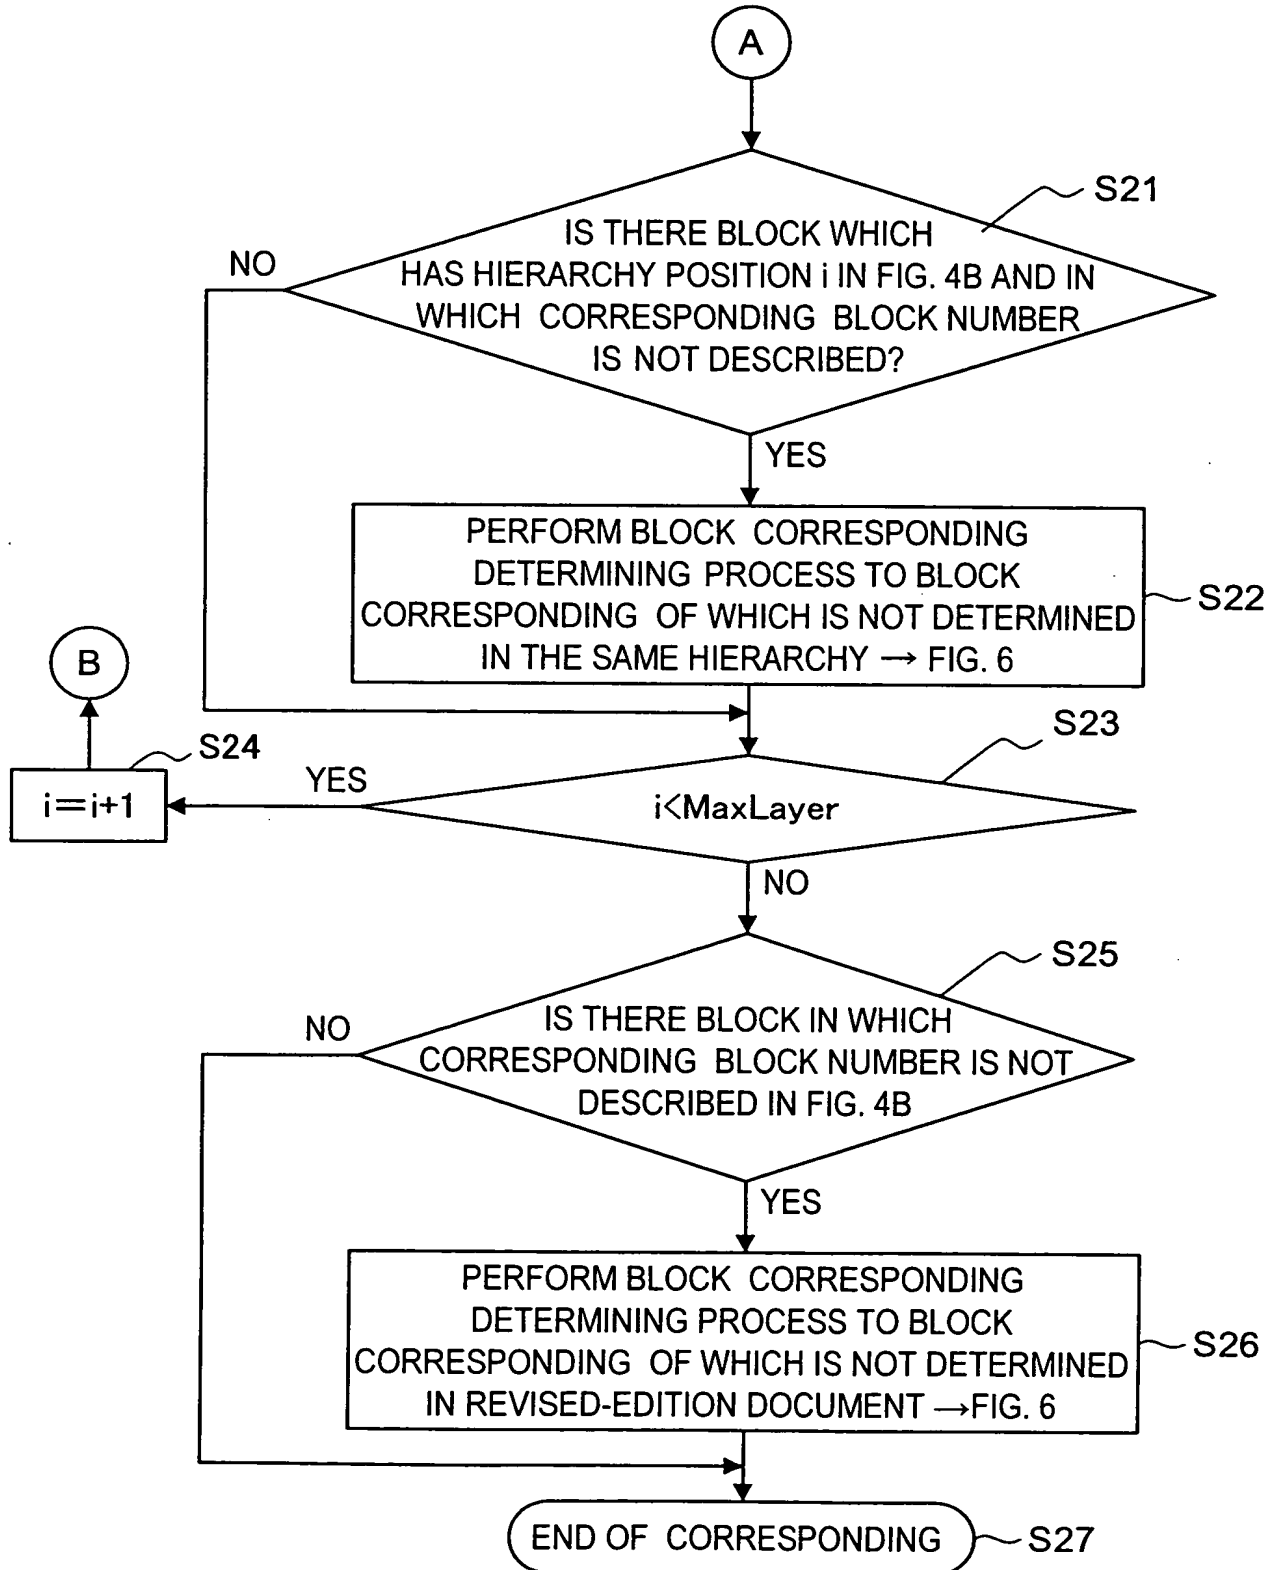 A
S21
IS THERE BLOCK WHICH
HAS HIERARCHY POSITION i IN FIG. 4B AND IN
WHICH CORRESPONDING BLOCK NUMBER
IS NOT DESCRIBED?
NO
YES
PERFORM BLOCK CORRESPONDING
DETERMINING PROCESS TO BLOCK
CORRESPONDING OF WHICH IS NOT DETERMINED
IN THE SAME HIERARCHY → FIG. 6
S22
B
S24
i=i+1
YES
S23
i<MaxLayer
NO
S25
IS THERE BLOCK IN WHICH
CORRESPONDING BLOCK NUMBER IS NOT
DESCRIBED IN FIG. 4B
NO
YES
PERFORM BLOCK CORRESPONDING
DETERMINING PROCESS TO BLOCK
CORRESPONDING OF WHICH IS NOT DETERMINED
IN REVISED-EDITION DOCUMENT →FIG. 6
S26
END OF CORRESPONDING
S27